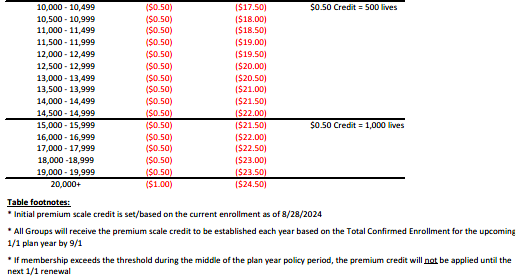 10,000 - 10,499 ($0.50) ($17.50) $0.50 Credit = 500 lives
10,500 - 10,999 ($0.50) ($18.00)
11,000 - 11,499 ($0.50) ($18.50)
11,500 - 11,999 ($0.50) ($19.00)
12,000 - 12,499 ($0.50) ($19.50)
12,500 - 12,999 ($0.50) ($20.00)
13,000 - 13,499 ($0.50) ($20.50)
13,500 - 13,999 ($0.50) ($21.00)
14,000 - 14,499 ($0.50) ($21.50)
14,500 - 14,999 ($0.50) ($22.00)
15,000 - 15,999 ($0.50) ($21.50) $0.50 Credit = 1,000 lives
16,000 - 16,999 ($0.50) ($22.00)
17,000 - 17,999 ($0.50) ($22.50)
18,000 -18,999 ($0.50) ($23.00)
19,000 - 19,999 ($0.50) ($23.50)
20,000+ ($1.00) ($24.50)
Table footnotes:
* Initial premium scale credit is set/based on the current enrollment as of 8/28/2024
* All Groups will receive the premium scale credit to be established each year based on the Total Confirmed Enrollment for the upcoming
1/1 plan year by 9/1
* If membership exceeds the threshold during the middle of the plan year policy period, the premium credit will not be applied until the
next 1/1 renewal